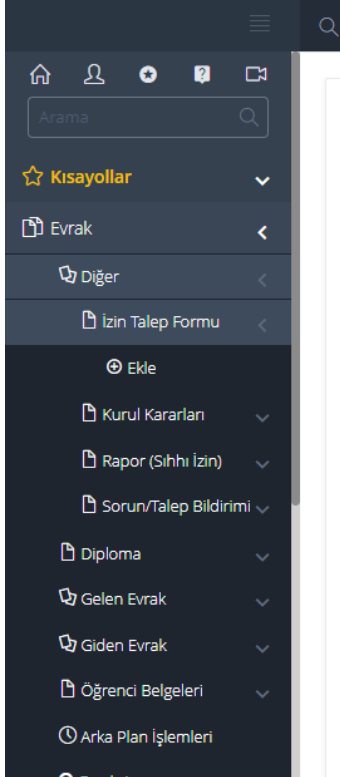 Arama
Kısayollar
Evrak
Diğer
İzin Talep Formu
Ekle
Kurul Kararları
Rapor (Sıhhı İzin)
Sorun/Talep Bildirimi
Diploma
Gelen Evrak
Giden Evrak
Öğrenci Belgeleri
Arka Plan İşlemleri